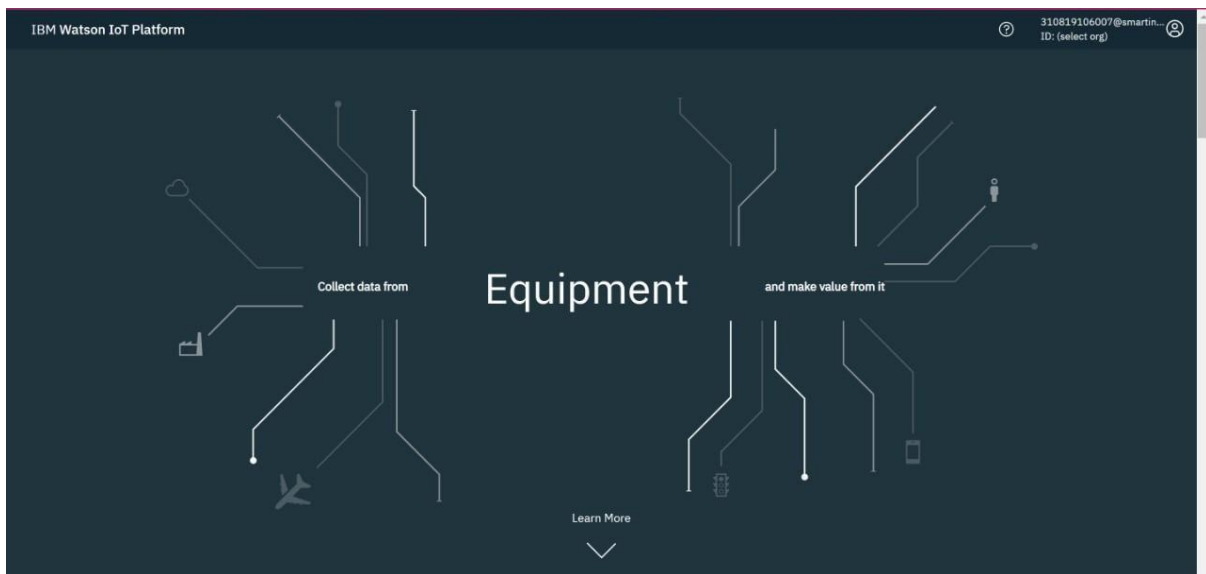 IBM Watson IoT Platform
310819106007@smartin...
ID: (select org)
Collect data from
Equipment
and make value from it
Learn More